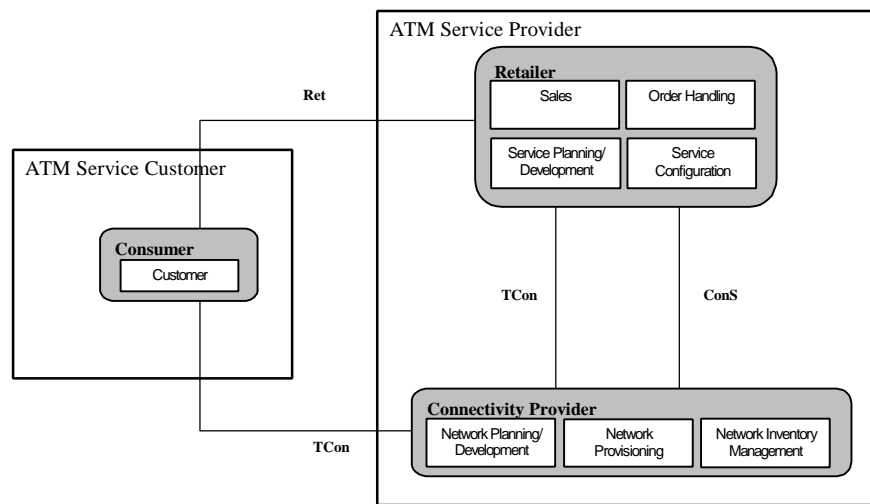 ATM Service Provider
Retailer
Sales
Order Handling
Service Planning/
Development
Service
Configuration
Ret
ATM Service Customer
Consumer
Customer
TCon
ConS
Connectivity Provider
Network Planning/
Development
Network
Provisioning
Network Inventory
Management
TCon